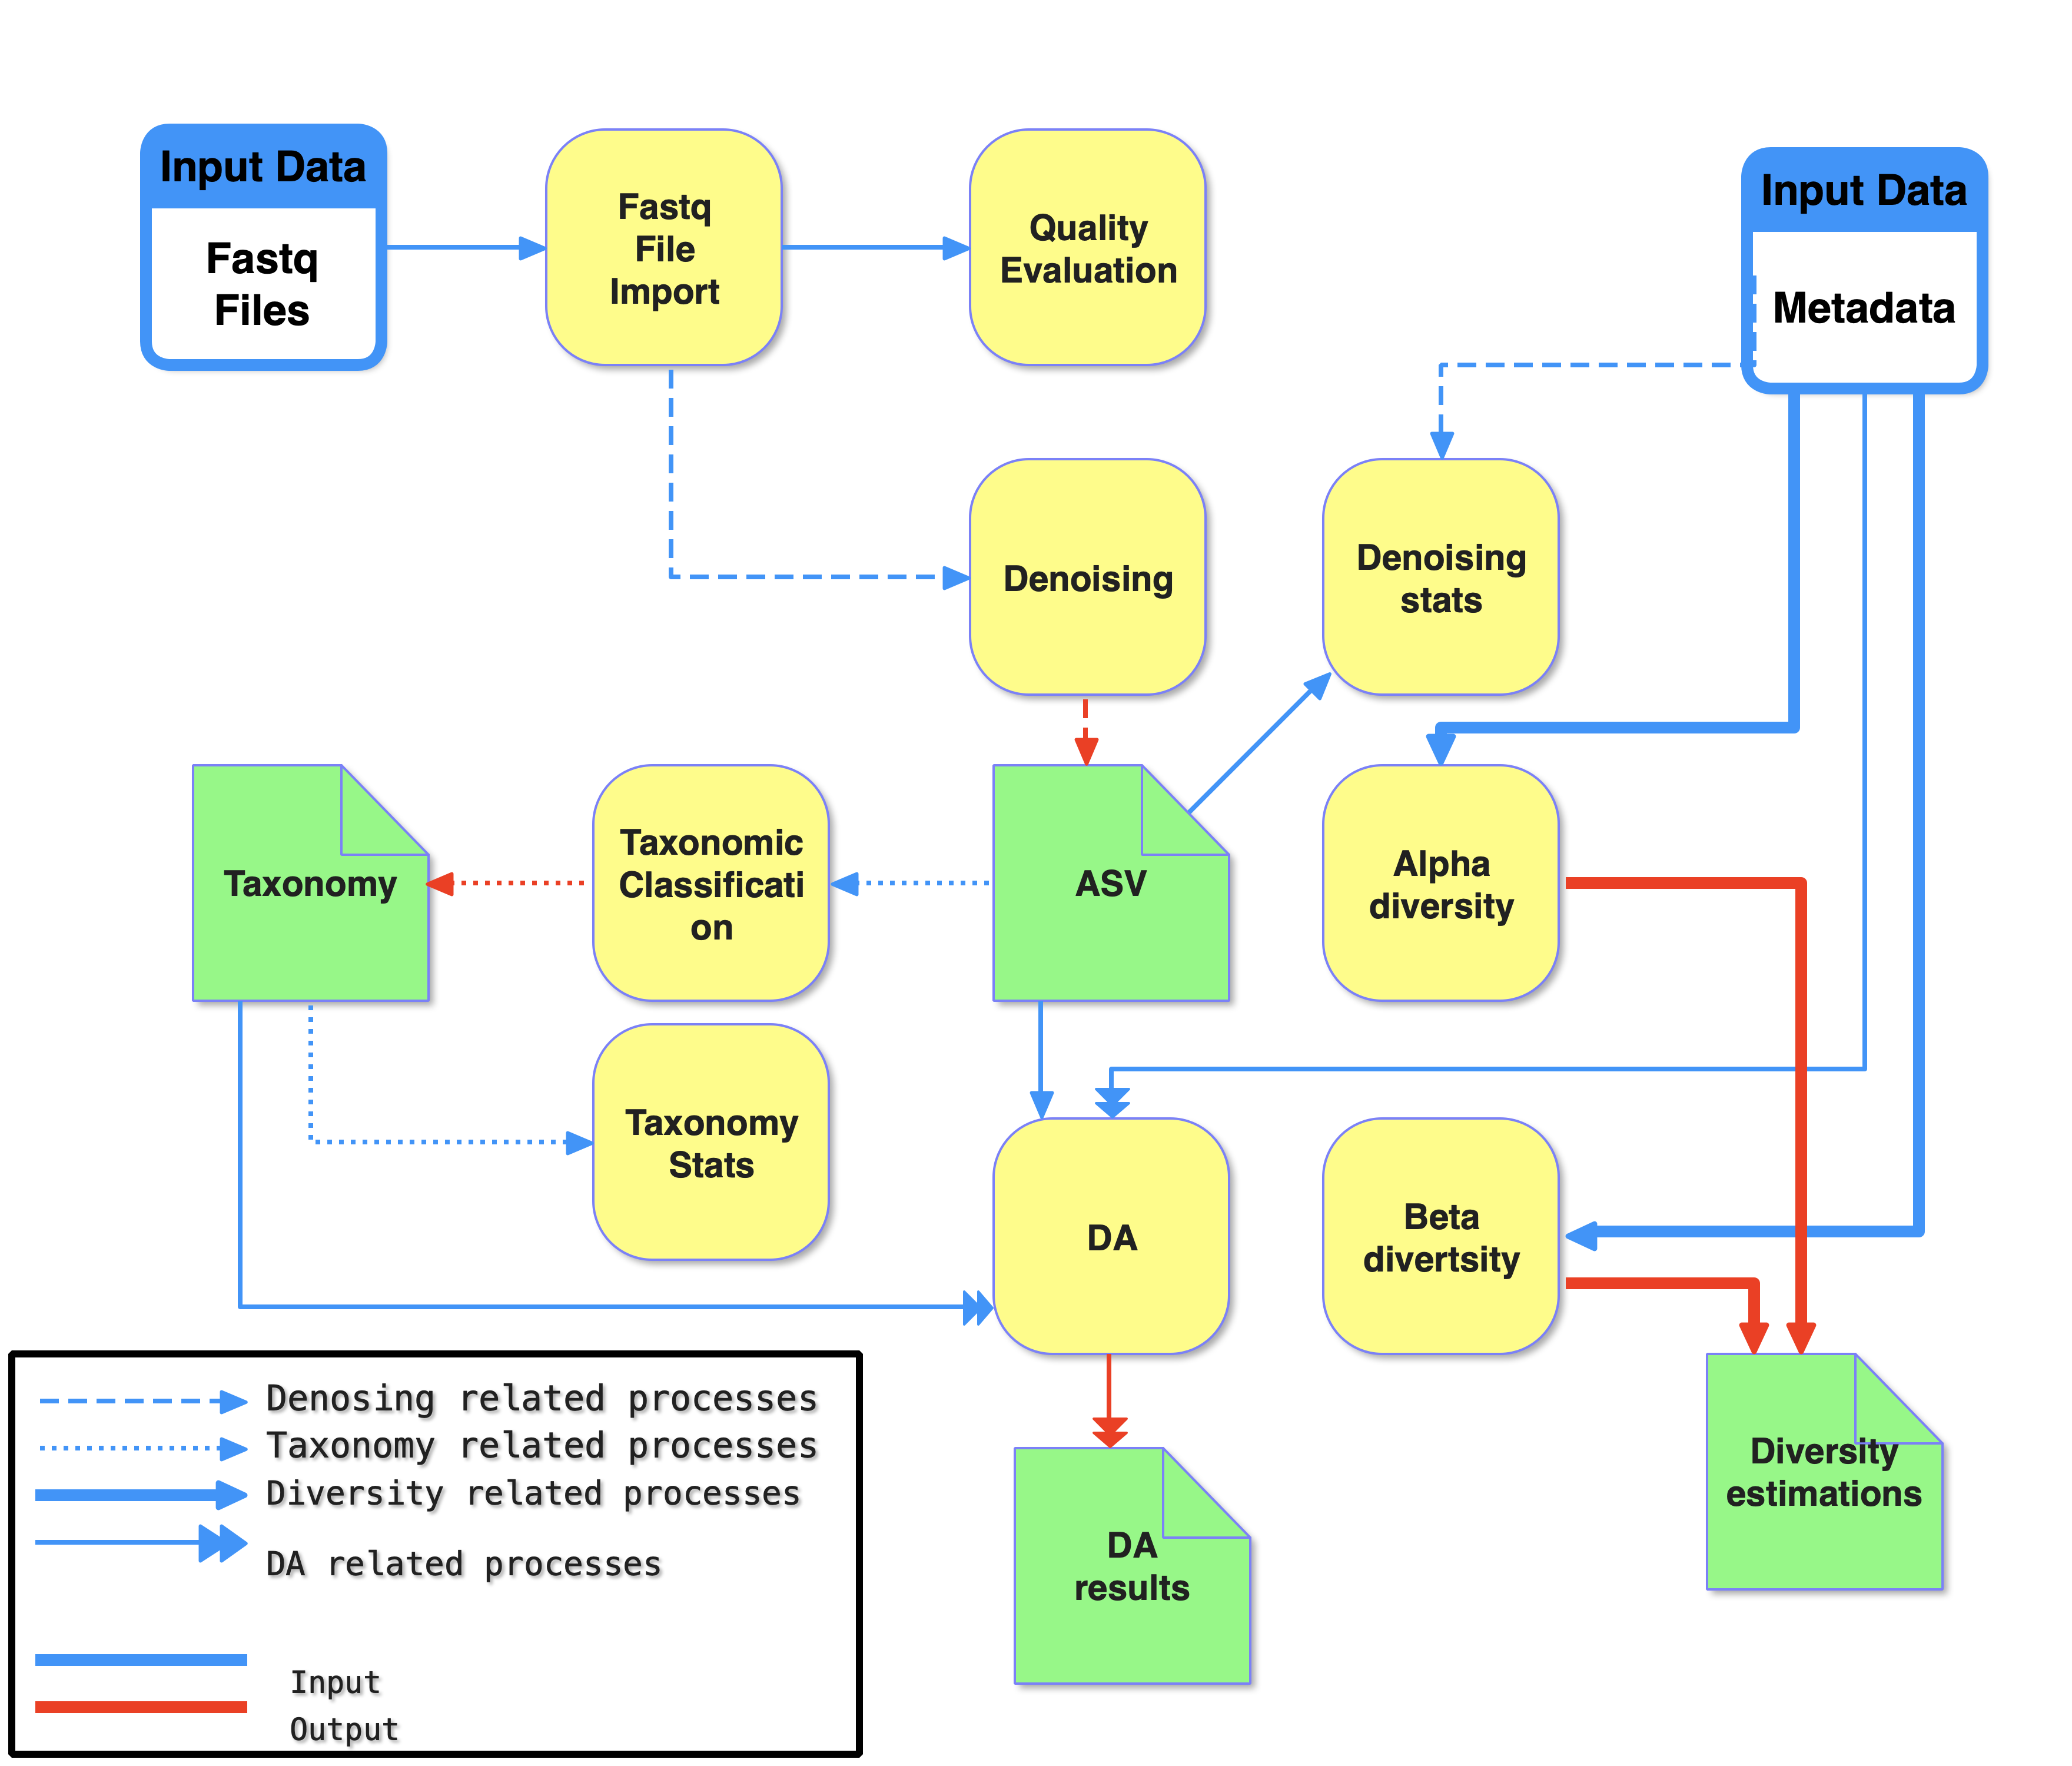 Input Data
Fastq
Files
Fastq
File
Import
Quality
Evaluation
Input Data
Metadata
Denoising
Denoising
stats
Taxonomy
Taxonomic
Classificati
on
ASV
Alpha
diversity
Taxonomy
Stats
DA
Beta
divertsity
Denosing related processes
Taxonomy related processes
Diversity related processes
DA related processes
Input
Output
DA
results
Diversity
estimations